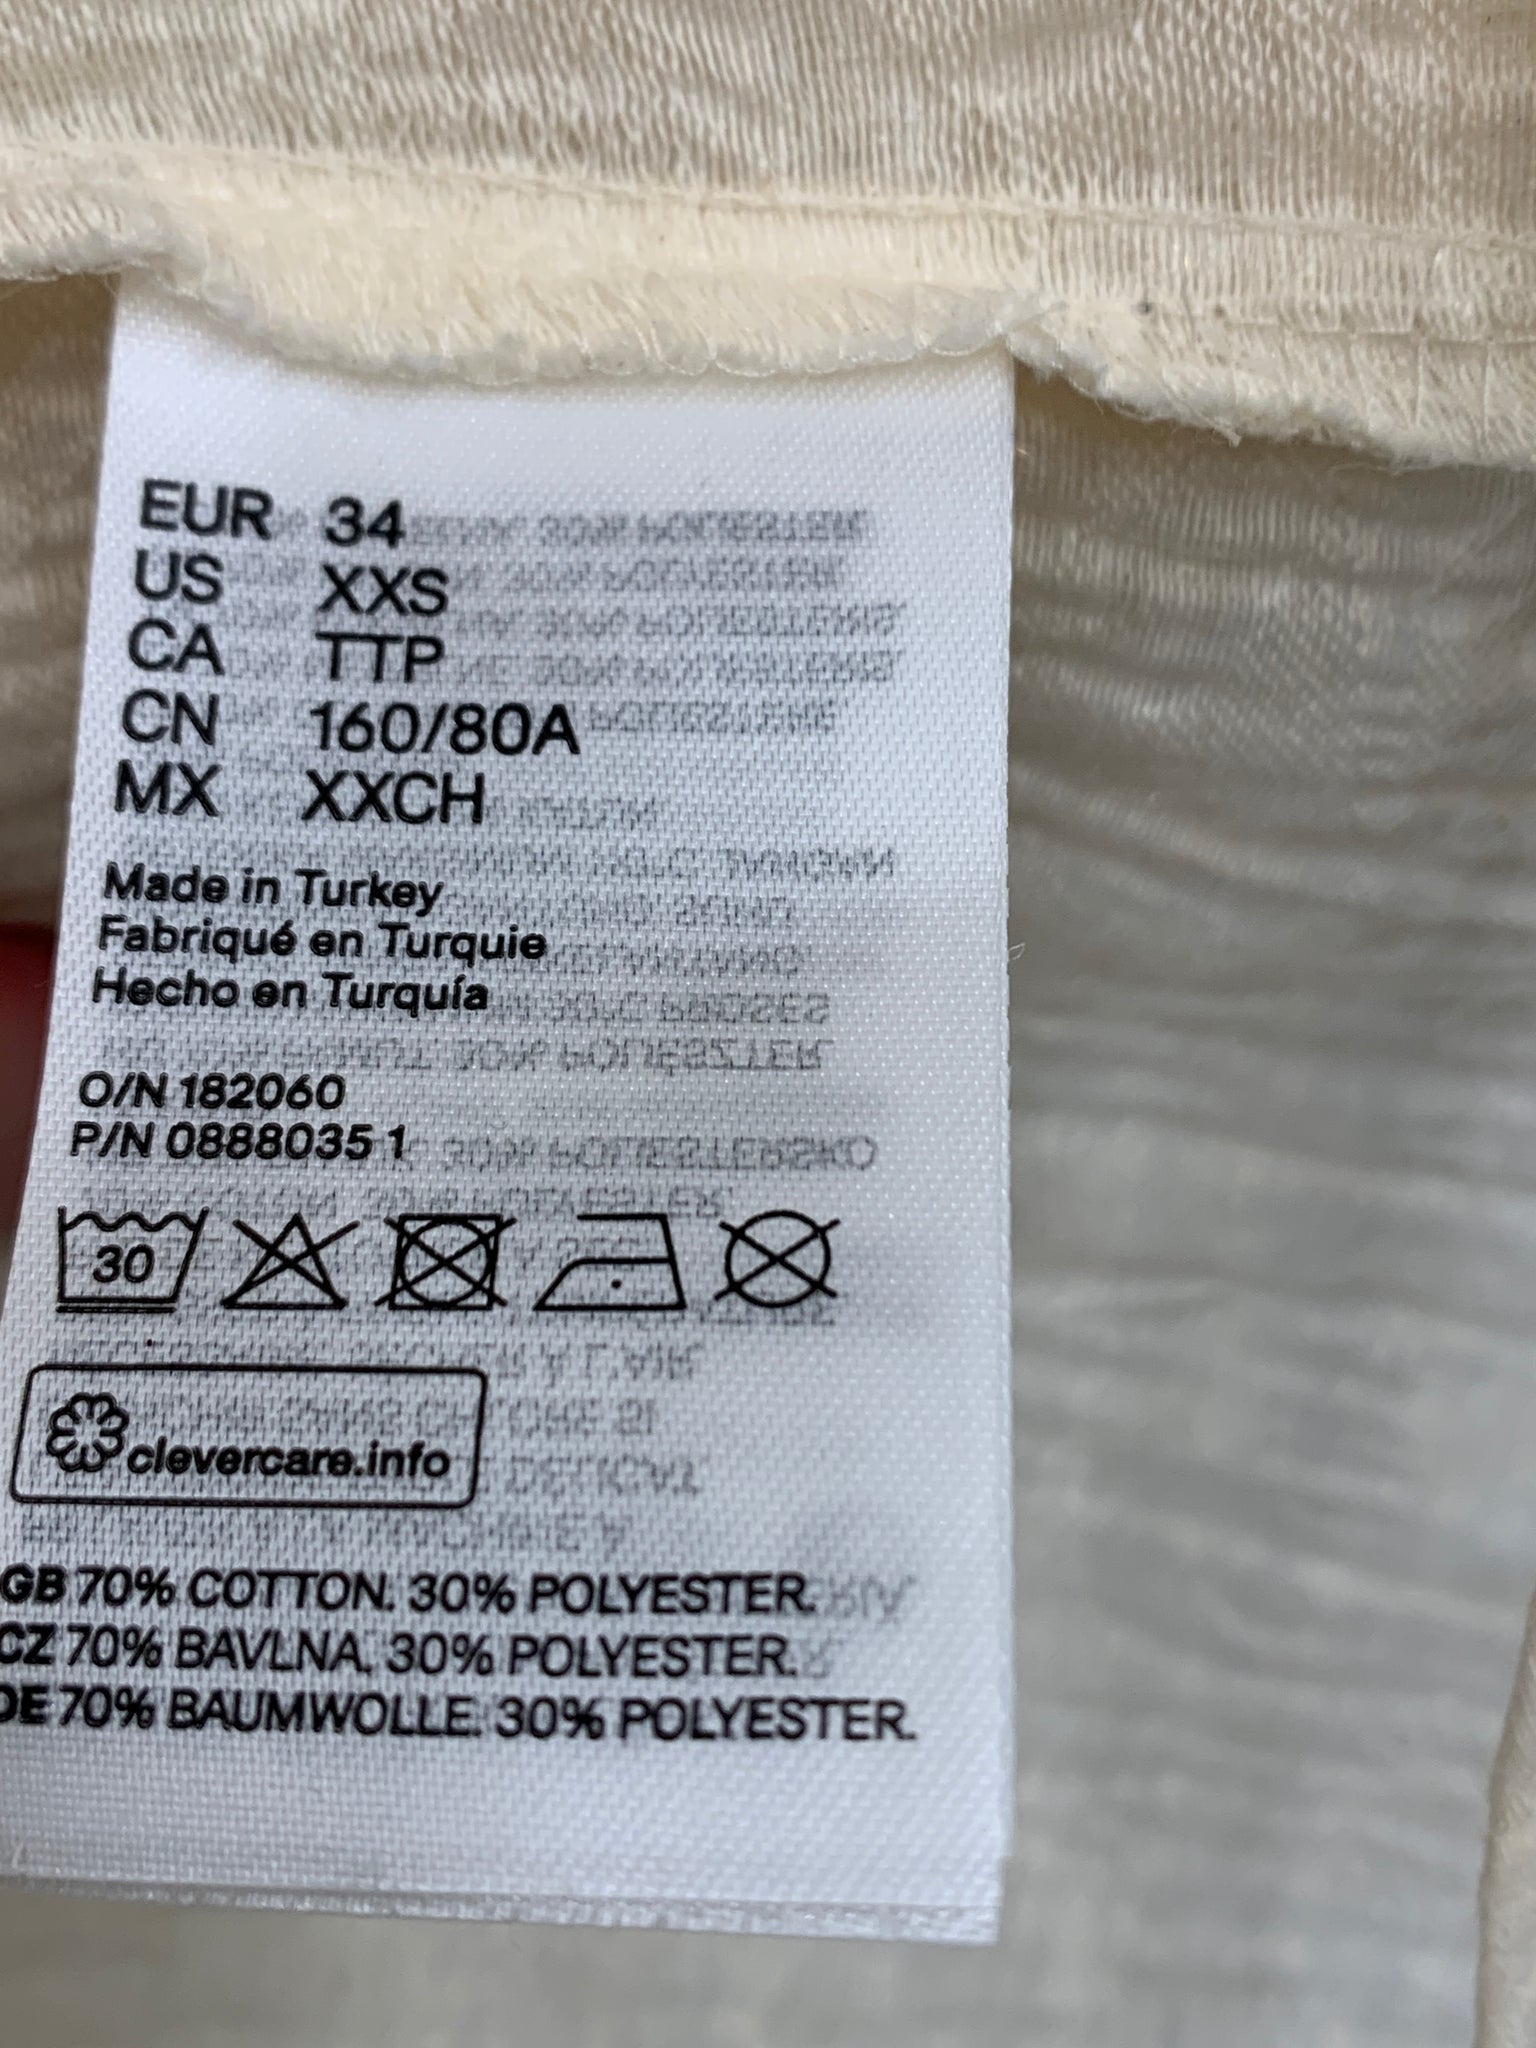 EUR 34
US XXS
CA TTP
CN 160/80A
MX XXCH
Made in Turkey
Fabriqué en Turquie
Hecho en Turquía
O/N 182060
P/N 0888035 1
30
clevercare.info
GB 70% COTTON. 30% POLYESTER.
CZ 70% BAVLNA. 30% POLYESTER.
DE 70% BAUMWOLLE. 30% POLYESTER.